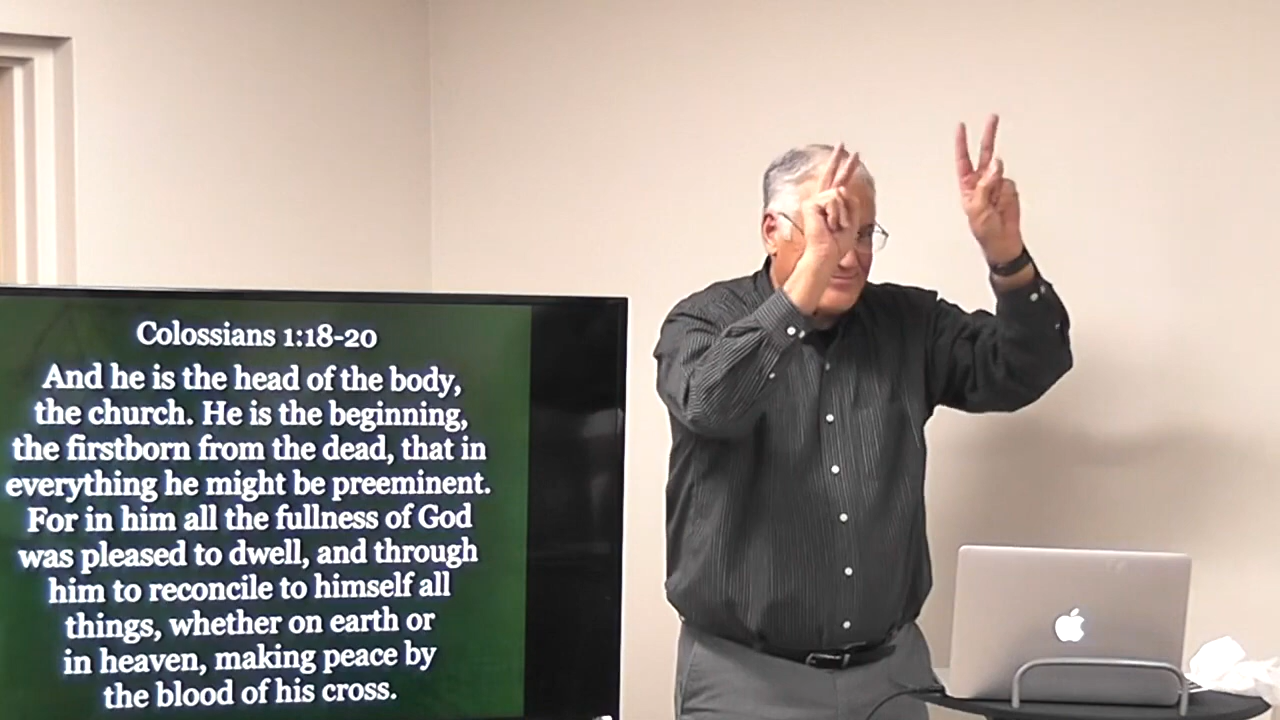 Colossians 1:18-20
And he is the head of the body,
the church. He is the beginning,
the firstborn from the dead, that in
everything he might be preeminent.
For in him all the fullness of God
was pleased to dwell, and through
him to reconcile to himself all
things, whether on earth or
in heaven, making peace by
the blood of his cross.